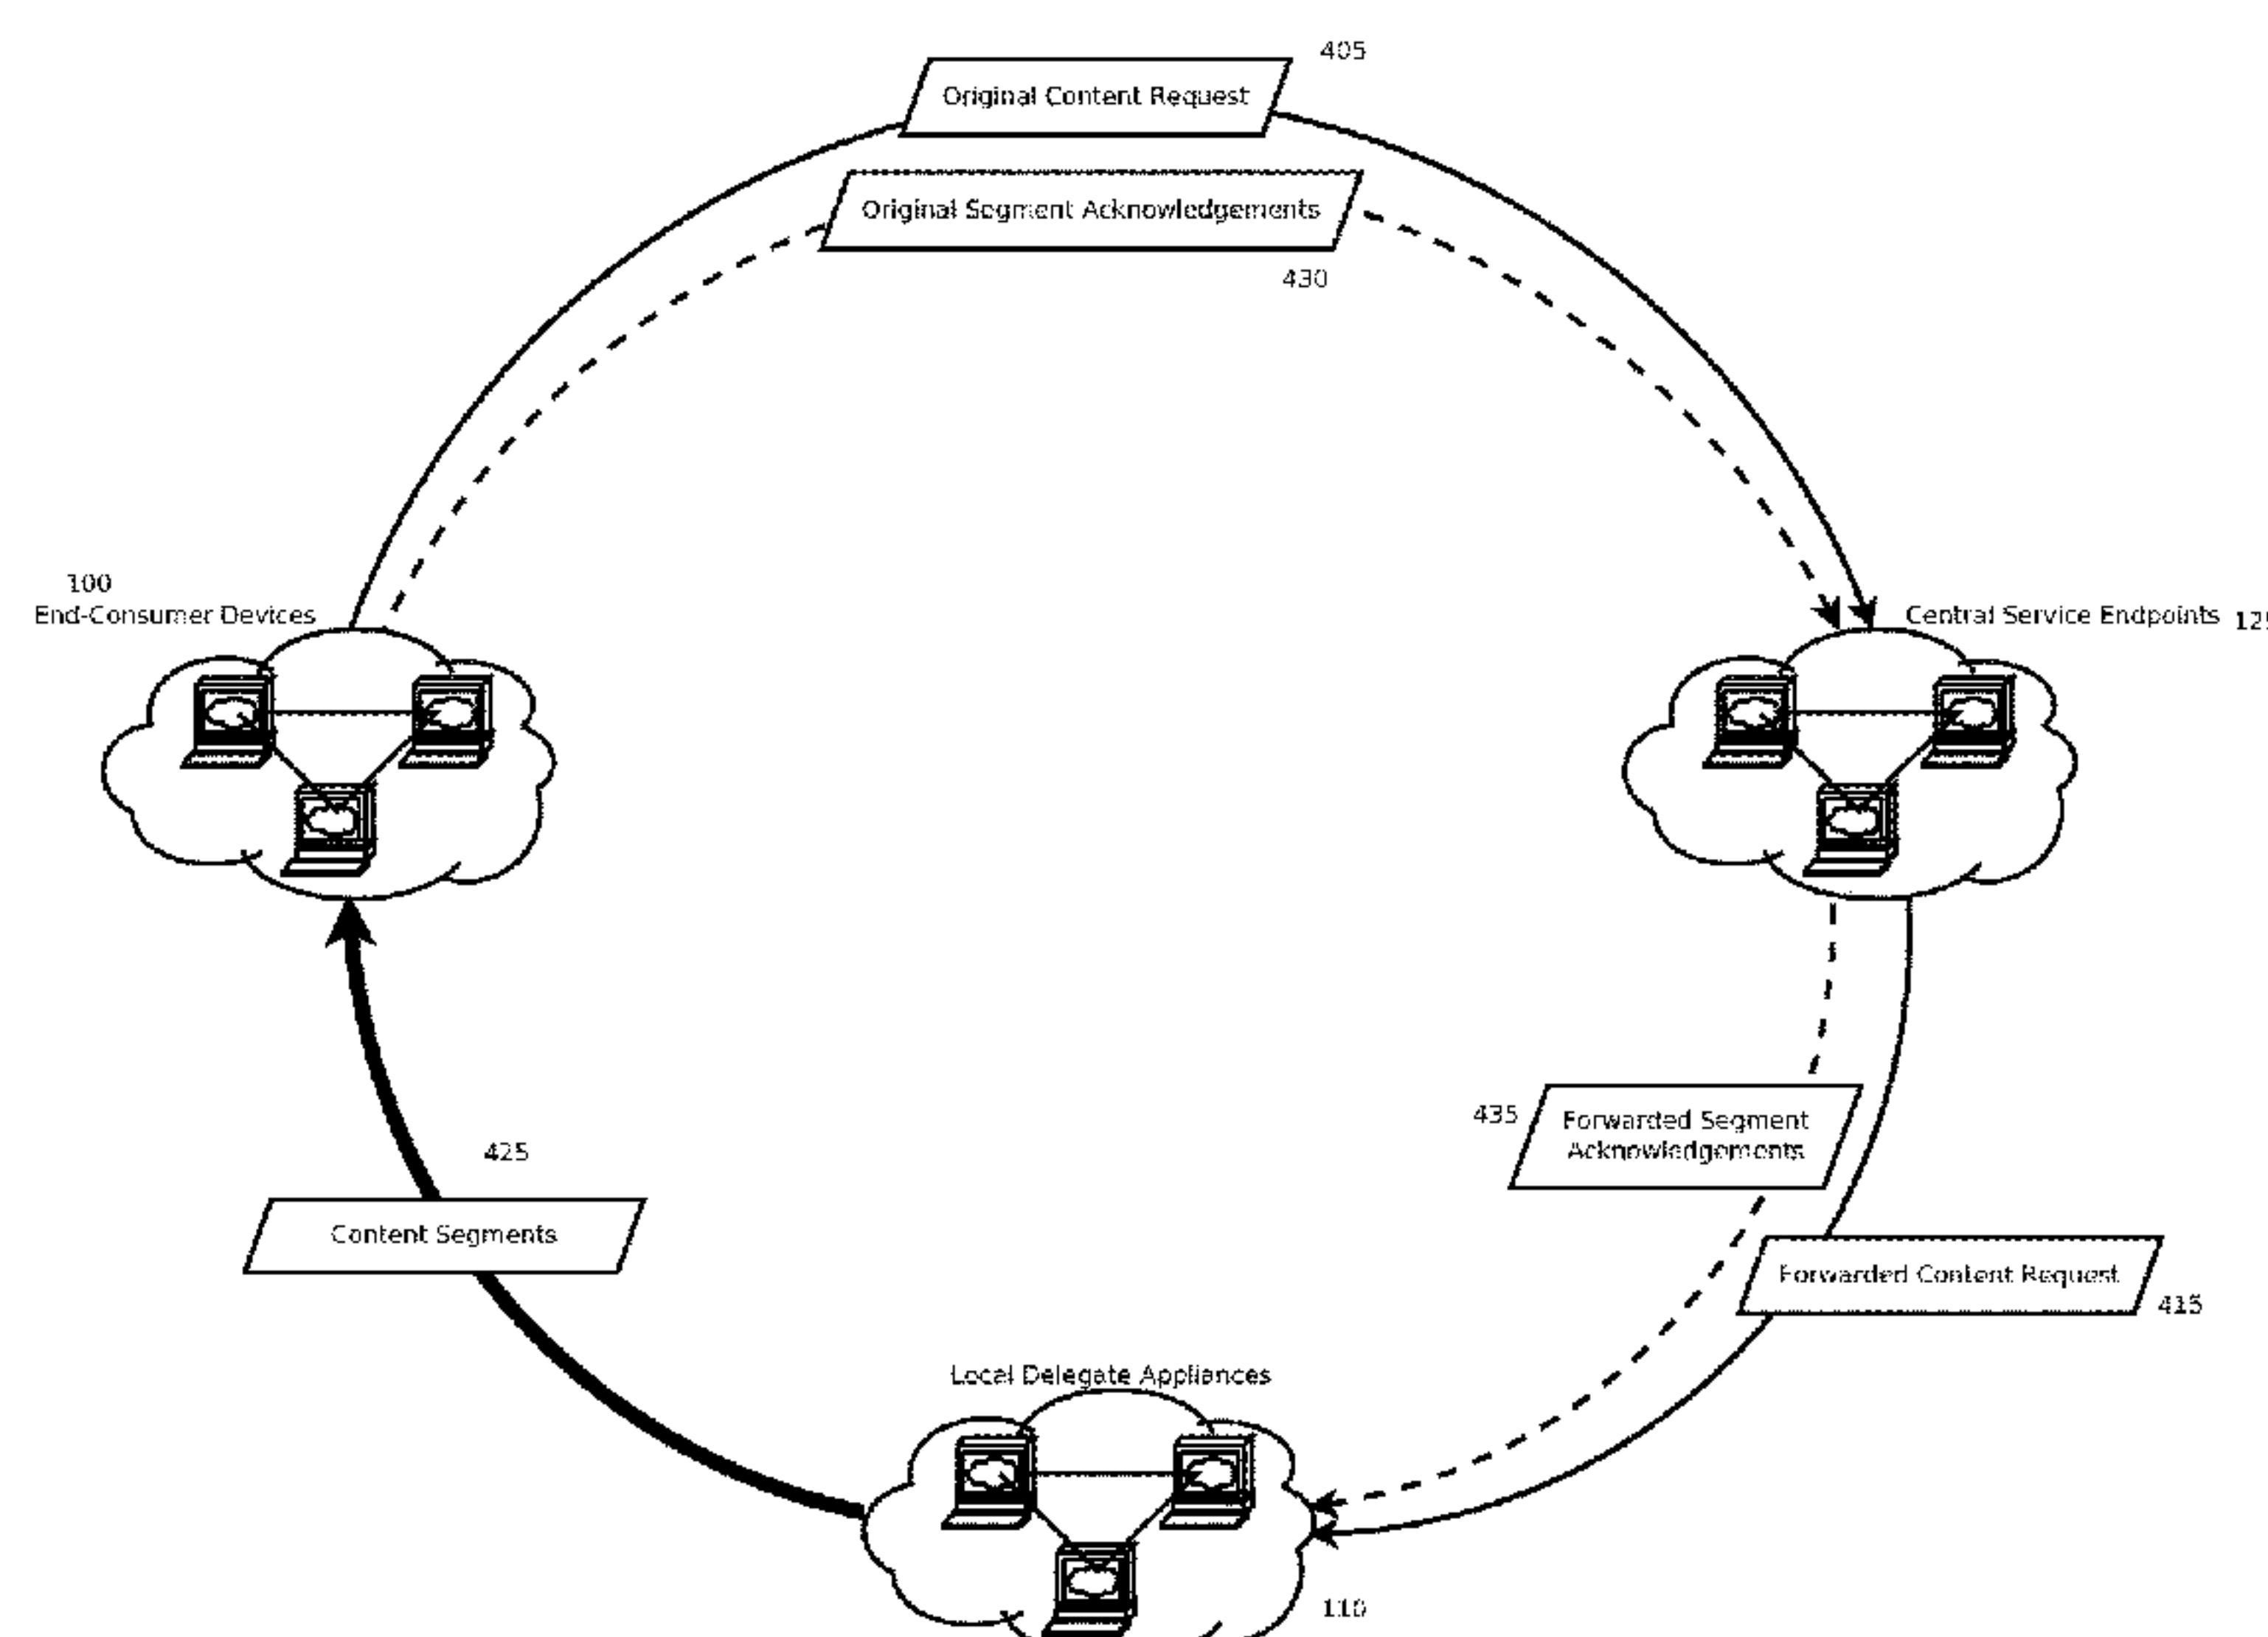 405
Original Content Request
Original Segment Acknowledgements
430
100
End-Consumer Devices
Central Service Endpoints
435
Forwarded Segment
Acknowledgements
425
Content Segments
Forwarded Content Request
415
Local Delegate Appliances
110